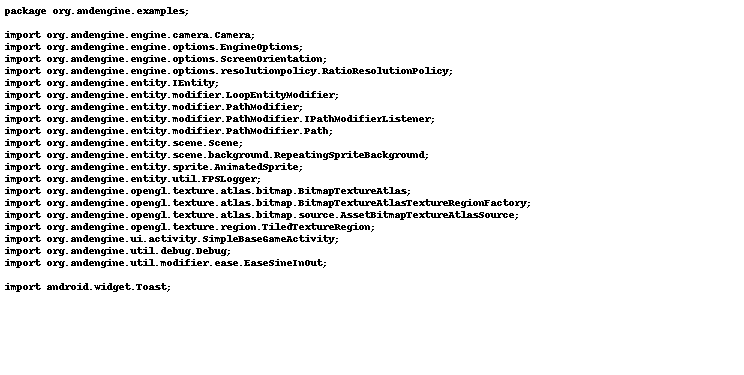 package org.andengine.examples;

import org.andengine.engine.camera.Camera;
import org.andengine.engine.options.EngineOptions;
import org.andengine.engine.options.ScreenOrientation;
import org.andengine.engine.options.resolutionpolicy.RatioResolutionPolicy;
import org.andengine.entity.IEntity;
import org.andengine.entity.modifier.LoopEntityModifier;
import org.andengine.entity.modifier.PathModifier;
import org.andengine.entity.modifier.PathModifier.IPathModifierListener;
import org.andengine.entity.modifier.PathModifier.Path;
import org.andengine.entity.scene.Scene;
import org.andengine.entity.scene.background.RepeatingSpriteBackground;
import org.andengine.entity.sprite.AnimatedSprite;
import org.andengine.entity.util.FPSLogger;
import org.andengine.opengl.texture.atlas.bitmap.BitmapTextureAtlas;
import org.andengine.opengl.texture.atlas.bitmap.BitmapTextureAtlasTextureRegionFactory;
import org.andengine.opengl.texture.atlas.bitmap.source.AssetBitmapTextureAtlasSource;
import org.andengine.opengl.texture.region.TiledTextureRegion;
import org.andengine.ui.activity.SimpleBaseGameActivity;
import org.andengine.util.debug.Debug;
import org.andengine.util.modifier.ease.EaseSineInOut;

import android.widget.Toast;